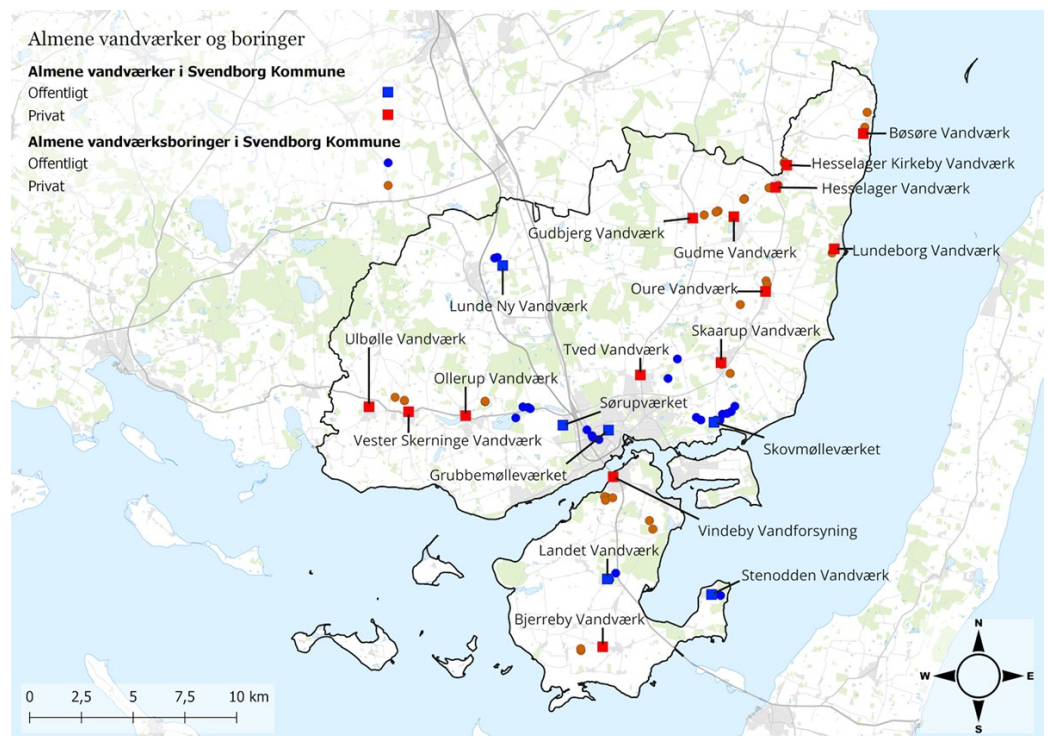 Almene vandværker og boringer
Almene vandværker i Svendborg Kommune
Offentligt
Privat
Almene vandværksboringer i Svendborg Kommune
Offentligt
Privat
Bøsøre Vandværk
Hesselager Kirkeby Vandværk
Hesselager Vandværk
Gudbjerg Vandværk
Gudme Vandværk
Lundeborg Vandværk
Oure Vandværk
Lunde Ny Vandværk
Skaarup Vandværk
Ulbølle Vandværk
Tved Vandværk
Ollerup Vandværk
Sørupværket
Vester Skerninge Vandværk
Skovmølleværket
Grubbemølleværket
Vindeby Vandforsyning
Landet Vandværk
Stenodden Vandværk
Bjerreby Vandværk
N
W E
S
0 2,5 5 7,5 10 km